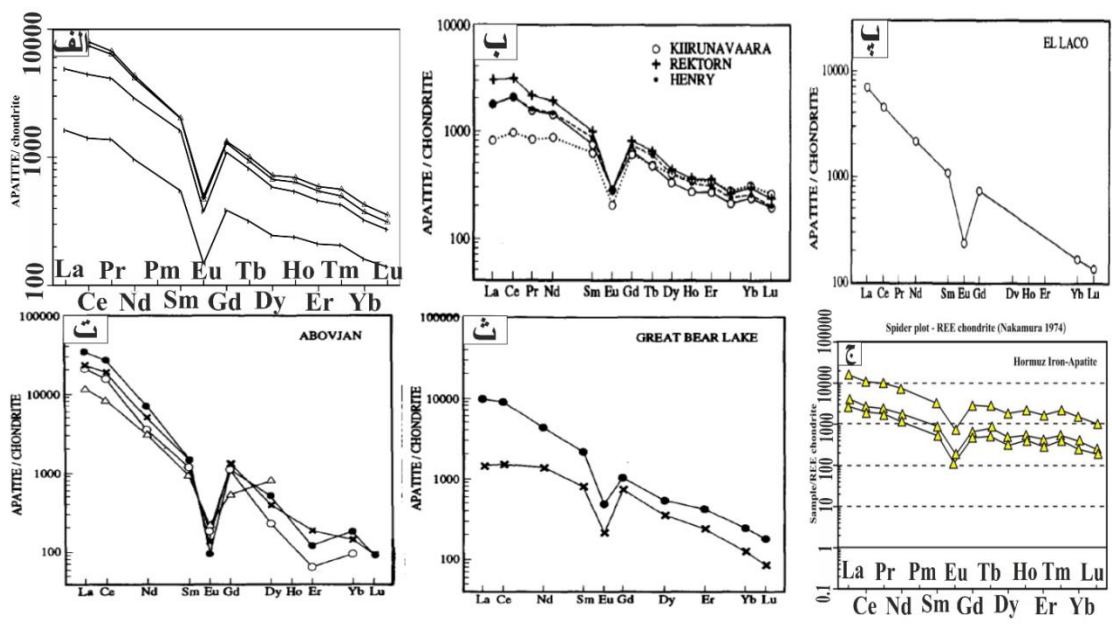 الف
10000
1000
100
APATITE/ chondrite
La Pr Pm Eu Tb Ho Tm Lu
Ce Nd Sm Gd Dy Er Yb
ب
10000
1000
100
APATITE / CHONDRITE
KIIRUNAVAARA
REKTORN
HENRY
La Ce Pr Nd Sm Eu Gd Tb Dy Ho Er Yb Lu
پ
EL LACO
10000
1000
100
APATITE / CHONDRITE
La Ce Pr Nd Sm Eu Gd Dy Ho Er Yb Lu
ت
ABOVJAN
100000
10000
1000
100
APATITE / CHONDRITE
La Ce Nd Sm Eu Gd Dy Ho Er Yb Lu
ث
GREAT BEAR LAKE
100000
10000
1000
100
APATITE / CHONDRITE
La Ce Nd Sm Eu Gd Dy Er Yb Lu
Spider plot - REE chondrite (Nakamura 1974)
ج
Hormuz Iron-Apatite
100000
10000
1000
100
10
1
0.1
Sample/REE chondrite
La Pr Pm Eu Tb Ho Tm Lu
Ce Nd Sm Gd Dy Er Yb